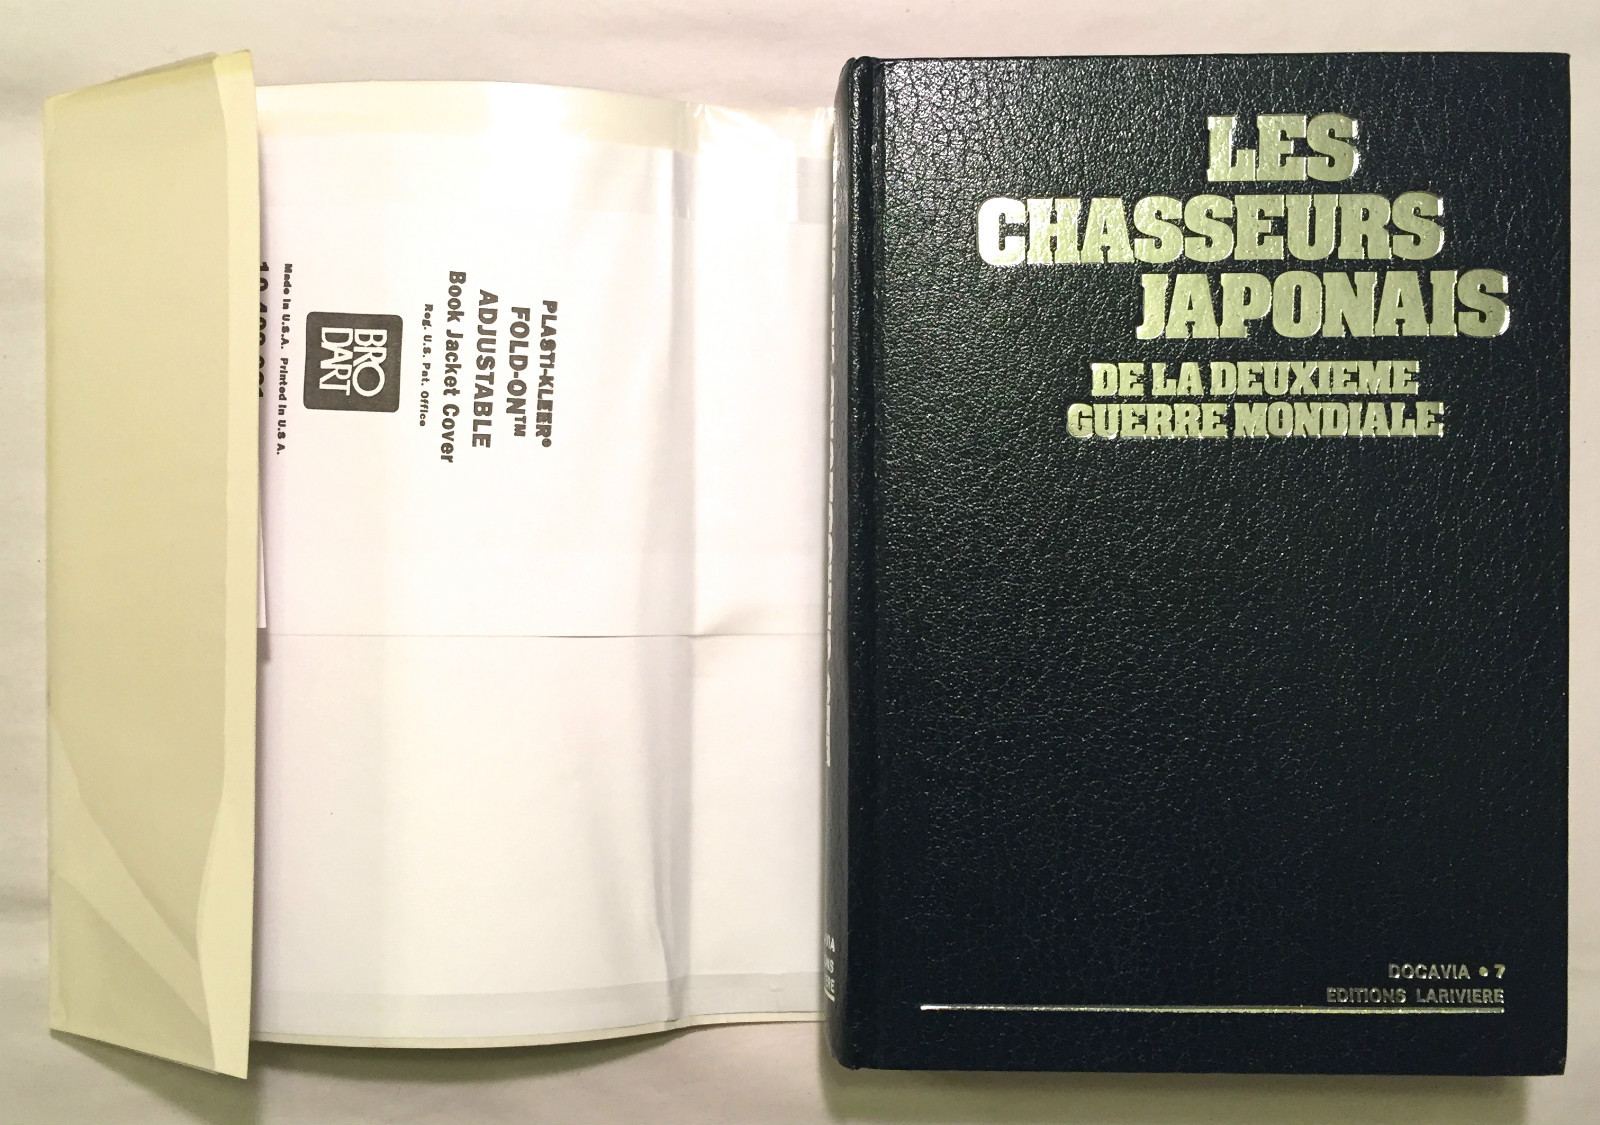 PLASTI-KLEER®
FOLD-ON™
ADJUSTABLE
Book Jacket Cover
Reg. U.S. Pat. Office
BRO
DART
Made in U.S.A. Printed in U.S.A.
LES
CHASSEURS
JAPONAIS
DE LA DEUXIEME
GUERRE MONDIALE
DOCAVIA • 7
EDITIONS LARIVIERE